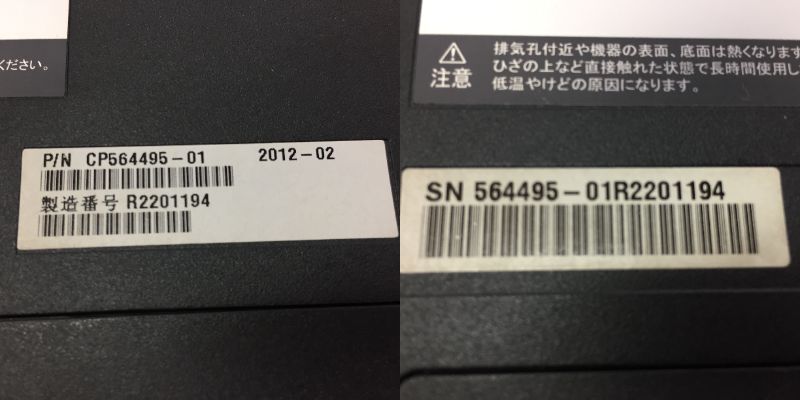 ください。
P/N CP564495-01 2012-02
製造番号 R2201194
注意
排気孔付近や機器の表面、底面は熱くなります
ひざの上など直接触れた状態で長時間使用し
低温やけどの原因になります。
SN 564495-01R2201194